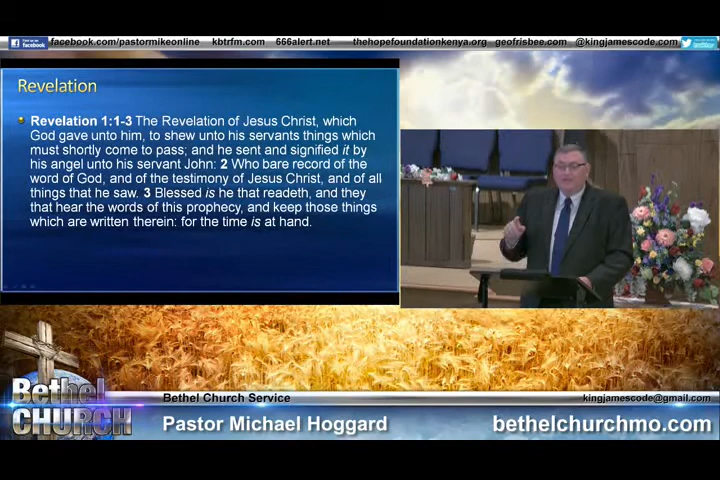 facebook.com/pastormikeonline kbtrfm.com 666alert.net thehopefoundationkenya.org geofrisbee.com @kingjamescode.com
Revelation
Revelation 1:1-3 The Revelation of Jesus Christ, which
God gave unto him, to shew unto his servants things which
must shortly come to pass; and he sent and signified it by
his angel unto his servant John: 2 Who bare record of the
word of God, and of the testimony of Jesus Christ, and of all
things that he saw. 3 Blessed is he that readeth, and they
that hear the words of this prophecy, and keep those things
which are written therein: for the time is at hand.
Bethel
CHURCH
Bethel Church Service kingjamescode@gmail.com
Pastor Michael Hoggard bethelchurchmo.com